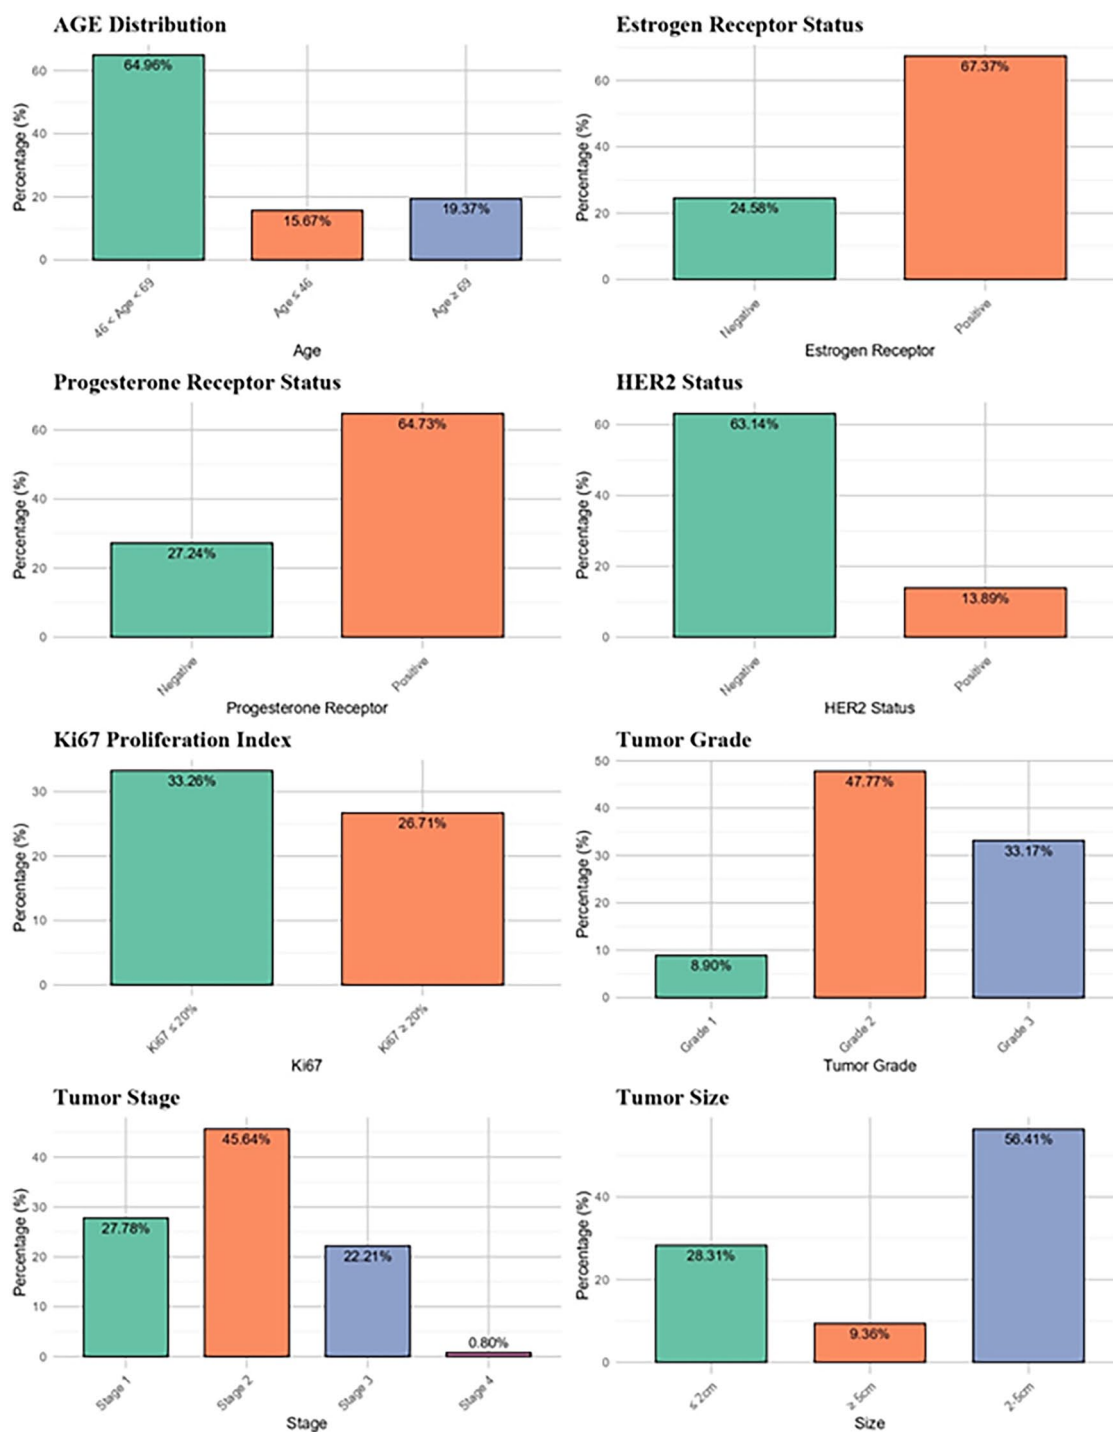 AGE Distribution
Percentage (%)
60
40
20
0
64.96%
15.67%
19.37%
46 < Age < 69
Age ≤ 46
Age ≥ 69
Age
Estrogen Receptor Status
Percentage (%)
60
40
20
0
24.58%
67.37%
Negative
Positive
Estrogen Receptor
Progesterone Receptor Status
Percentage (%)
60
40
20
0
27.24%
64.73%
Negative
Positive
Progesterone Receptor
HER2 Status
Percentage (%)
60
40
20
0
63.14%
13.89%
Negative
Positive
HER2 Status
Ki67 Proliferation Index
Percentage (%)
30
20
10
0
33.26%
26.71%
Ki67 ≤ 20%
Ki67 ≥ 20%
Ki67
Tumor Grade
Percentage (%)
50
40
30
20
10
0
8.90%
47.77%
33.17%
Grade 1
Grade 2
Grade 3
Tumor Grade
Tumor Stage
Percentage (%)
40
30
20
10
0
27.78%
45.64%
22.21%
0.80%
Stage 1
Stage 2
Stage 3
Stage 4
Stage
Tumor Size
Percentage (%)
40
20
0
28.31%
9.36%
56.41%
≤ 2cm
≥ 5cm
2-5cm
Size